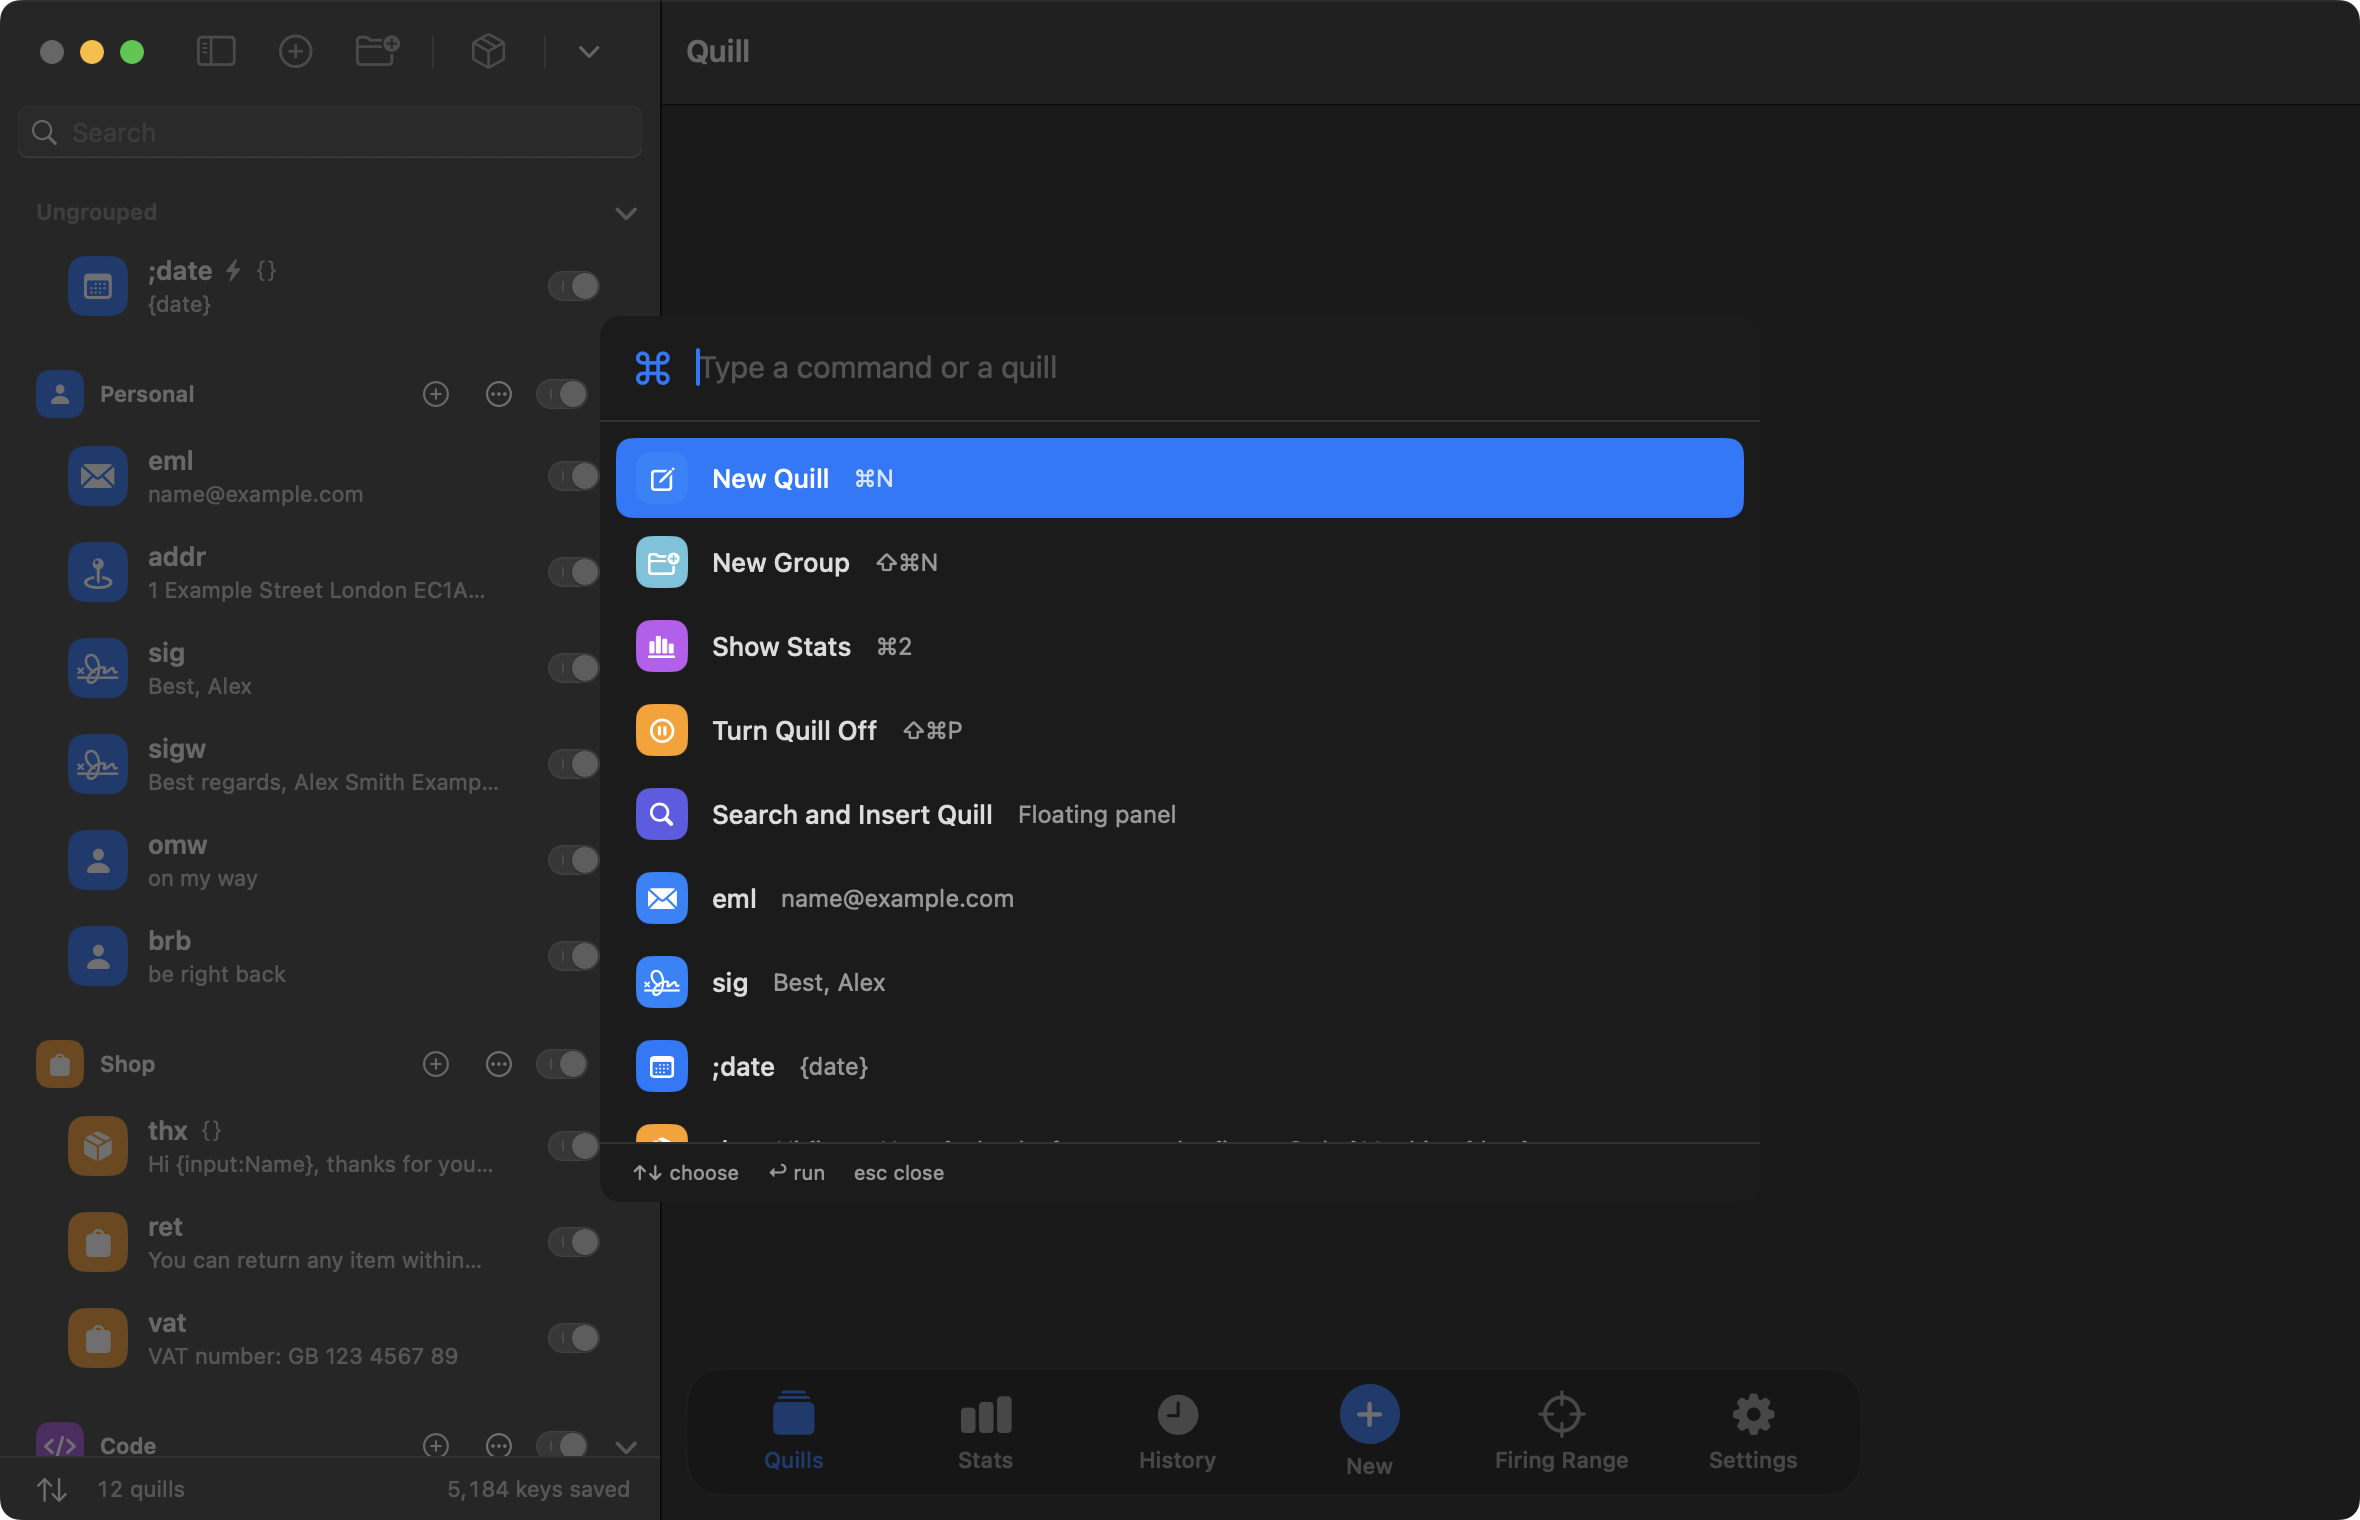 Quill
Search
Ungrouped
;date {}
{date}
Personal
eml
name@example.com
addr
1 Example Street London EC1A...
sig
Best, Alex
sigw
Best regards, Alex Smith Examp...
omw
on my way
brb
be right back
Shop
thx {}
Hi {input:Name}, thanks for you...
ret
You can return any item within...
vat
VAT number: GB 123 4567 89
</> Code
12 quills
5,184 keys saved
⌘ Type a command or a quill
New Quill ⌘N
New Group ⇧⌘N
Show Stats ⌘2
Turn Quill Off ⇧⌘P
Search and Insert Quill Floating panel
eml name@example.com
sig Best, Alex
;date {date}
↑↓ choose ↩ run esc close
Quills
Stats
History
New
Firing Range
Settings